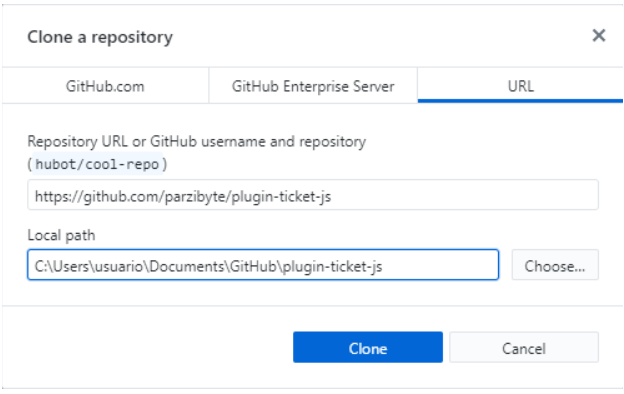 Clone a repository
GitHub.com GitHub Enterprise Server URL
Repository URL or GitHub username and repository
(hubot/cool-repo)
https://github.com/parzibyte/plugin-ticket-js
Local path
C:\Users\usuario\Documents\GitHub\plugin-ticket-js Choose...
Clone Cancel